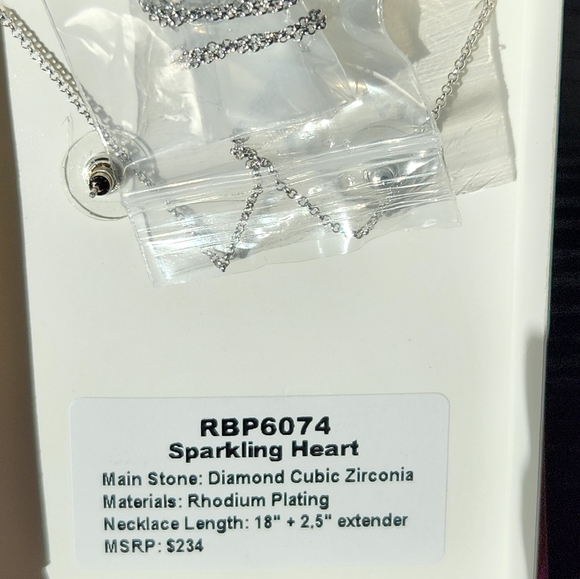 RBP6074
Sparkling Heart
Main Stone: Diamond Cubic Zirconia
Materials: Rhodium Plating
Necklace Length: 18" + 2,5" extender
MSRP: $234